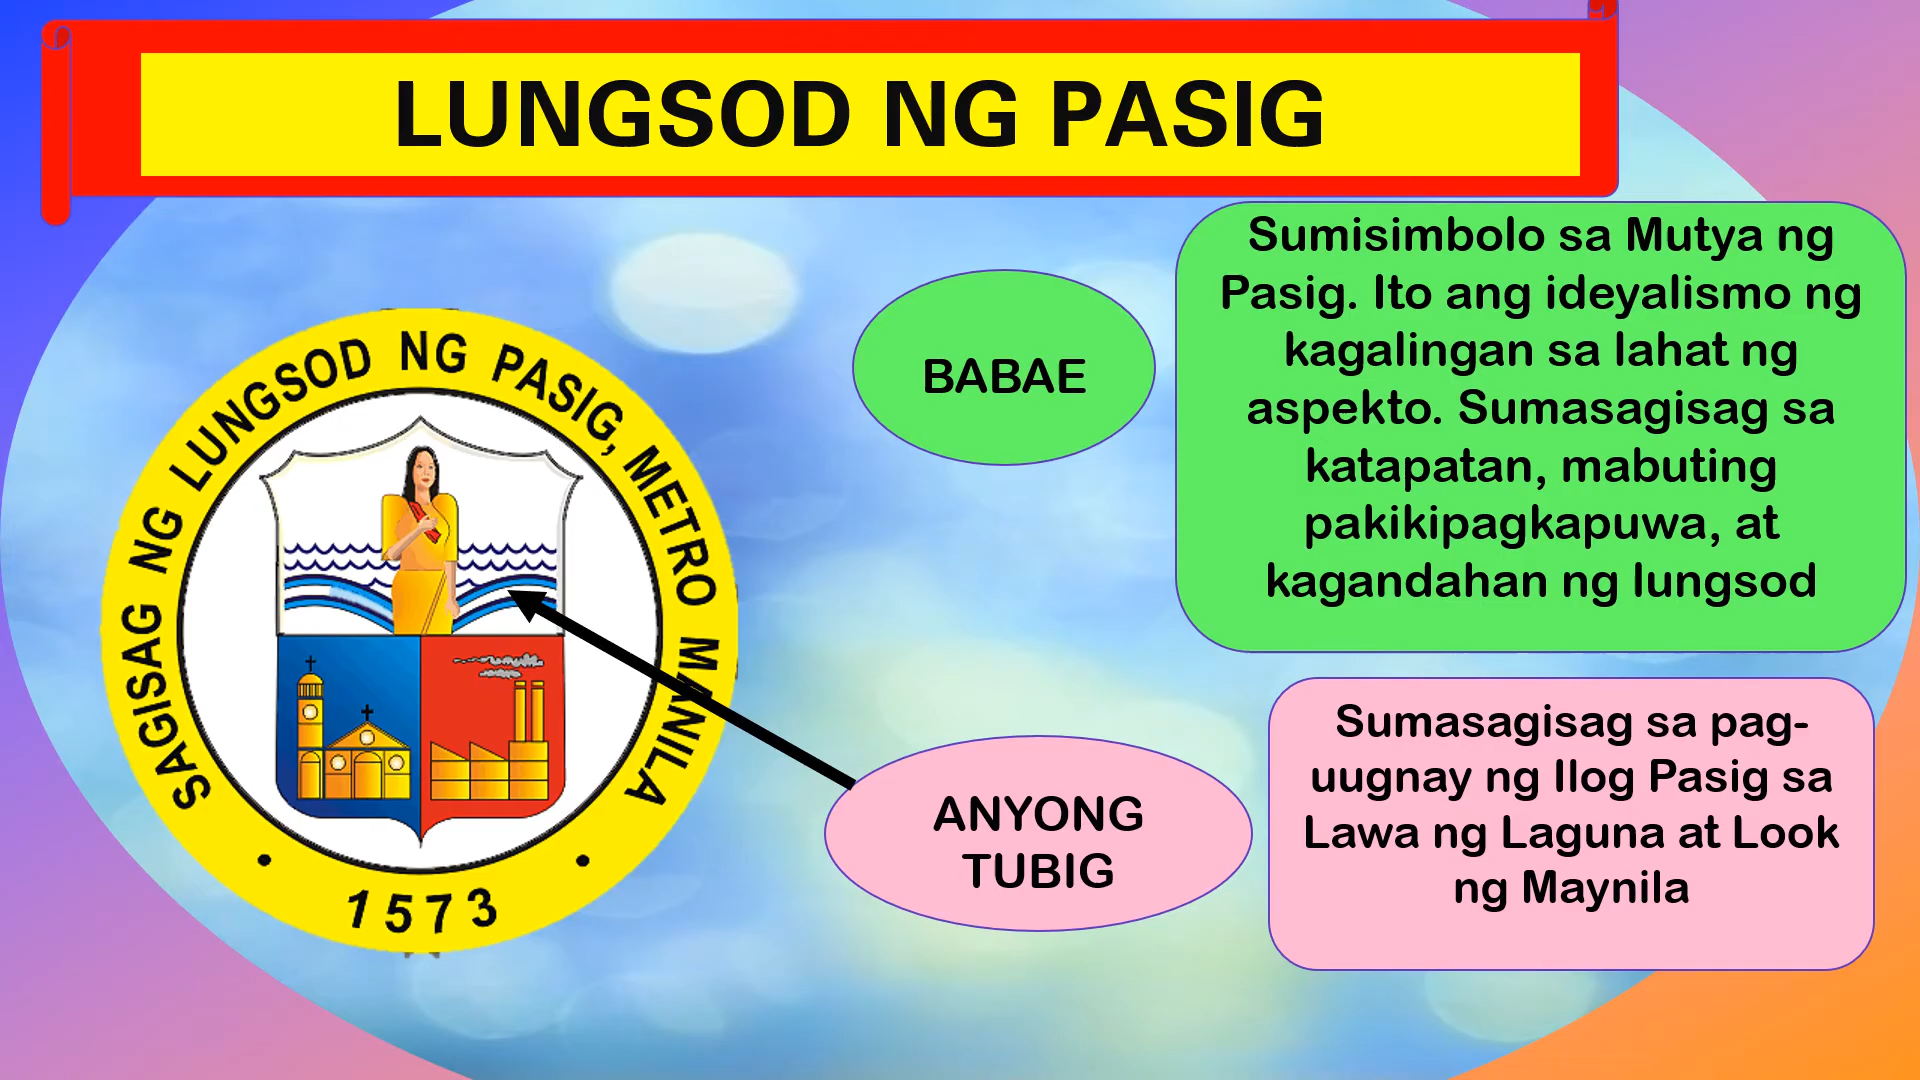 LUNGSOD NG PASIG
SAGISAG NG LUNGSOD NG PASIG, METRO MANILA
1573
BABAE
Sumisimbolo sa Mutya ng
Pasig. Ito ang ideyalismo ng
kagalingan sa lahat ng
aspekto. Sumasagisag sa
katapatan, mabuting
pakikipagkapuwa, at
kagandahan ng lungsod
ANYONG
TUBIG
Sumasagisag sa pag-
uugnay ng Ilog Pasig sa
Lawa ng Laguna at Look
ng Maynila